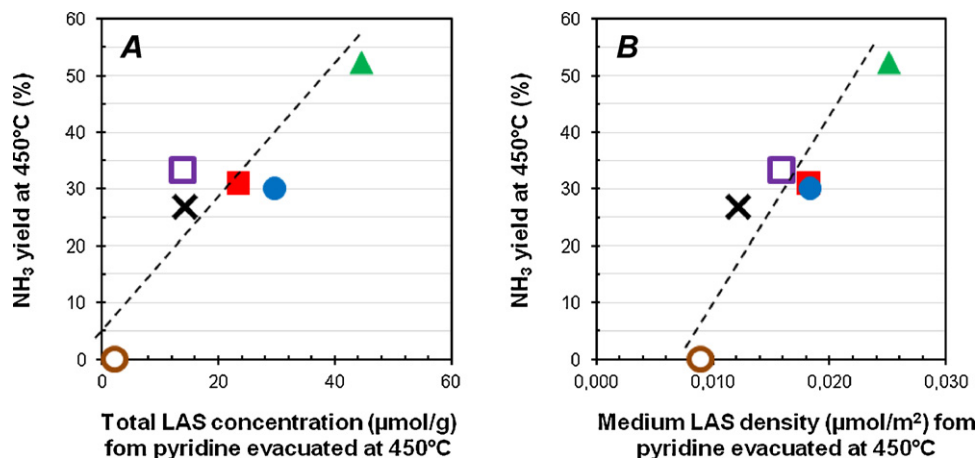 A
NH₃ yield at 450°C (%)
60
50
40
30
20
10
0
0
20
40
60
Total LAS concentration (µmol/g)
fom pyridine evacuated at 450°C
B
NH₃ yield at 450°C (%)
60
50
40
30
20
10
0
0,000
0,010
0,020
0,030
Medium LAS density (µmol/m²) fom
pyridine evacuated at 450°C